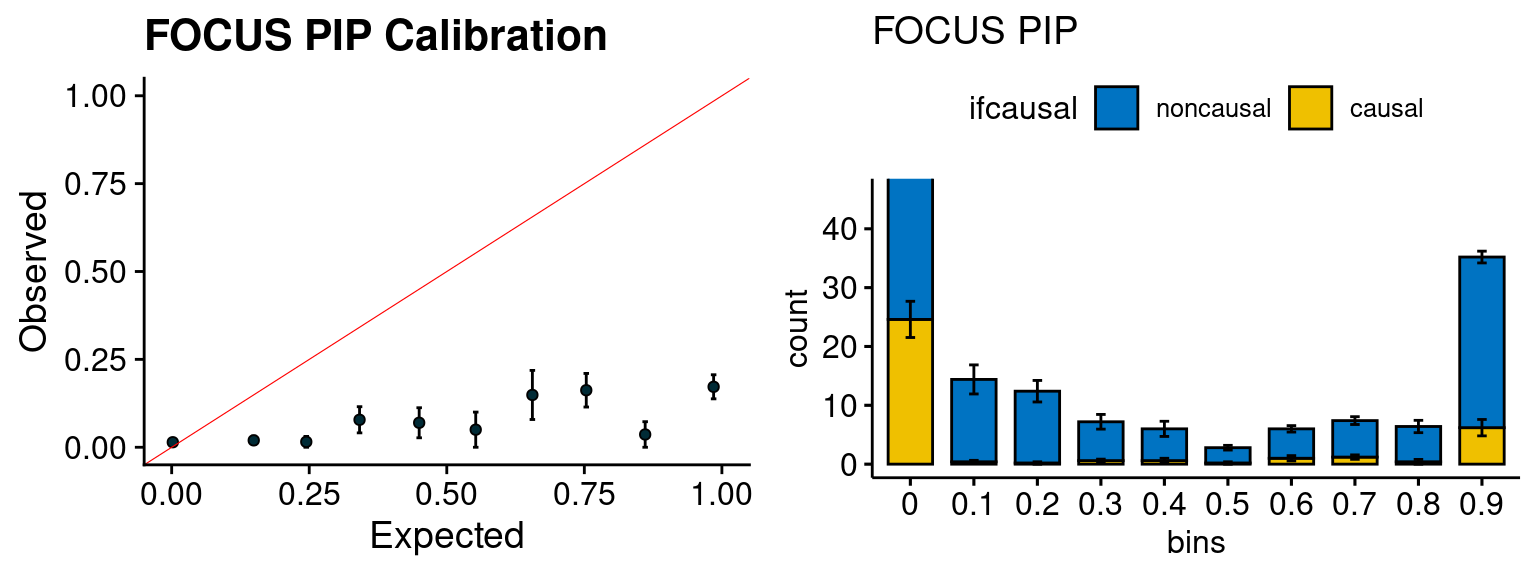 FOCUS PIP Calibration
1.00
0.75
0.50
0.25
0.00
Observed
0.00 0.25 0.50 0.75 1.00
Expected
FOCUS PIP
ifcausal noncausal causal
40
30
20
10
0
count
0 0.1 0.2 0.3 0.4 0.5 0.6 0.7 0.8 0.9
bins